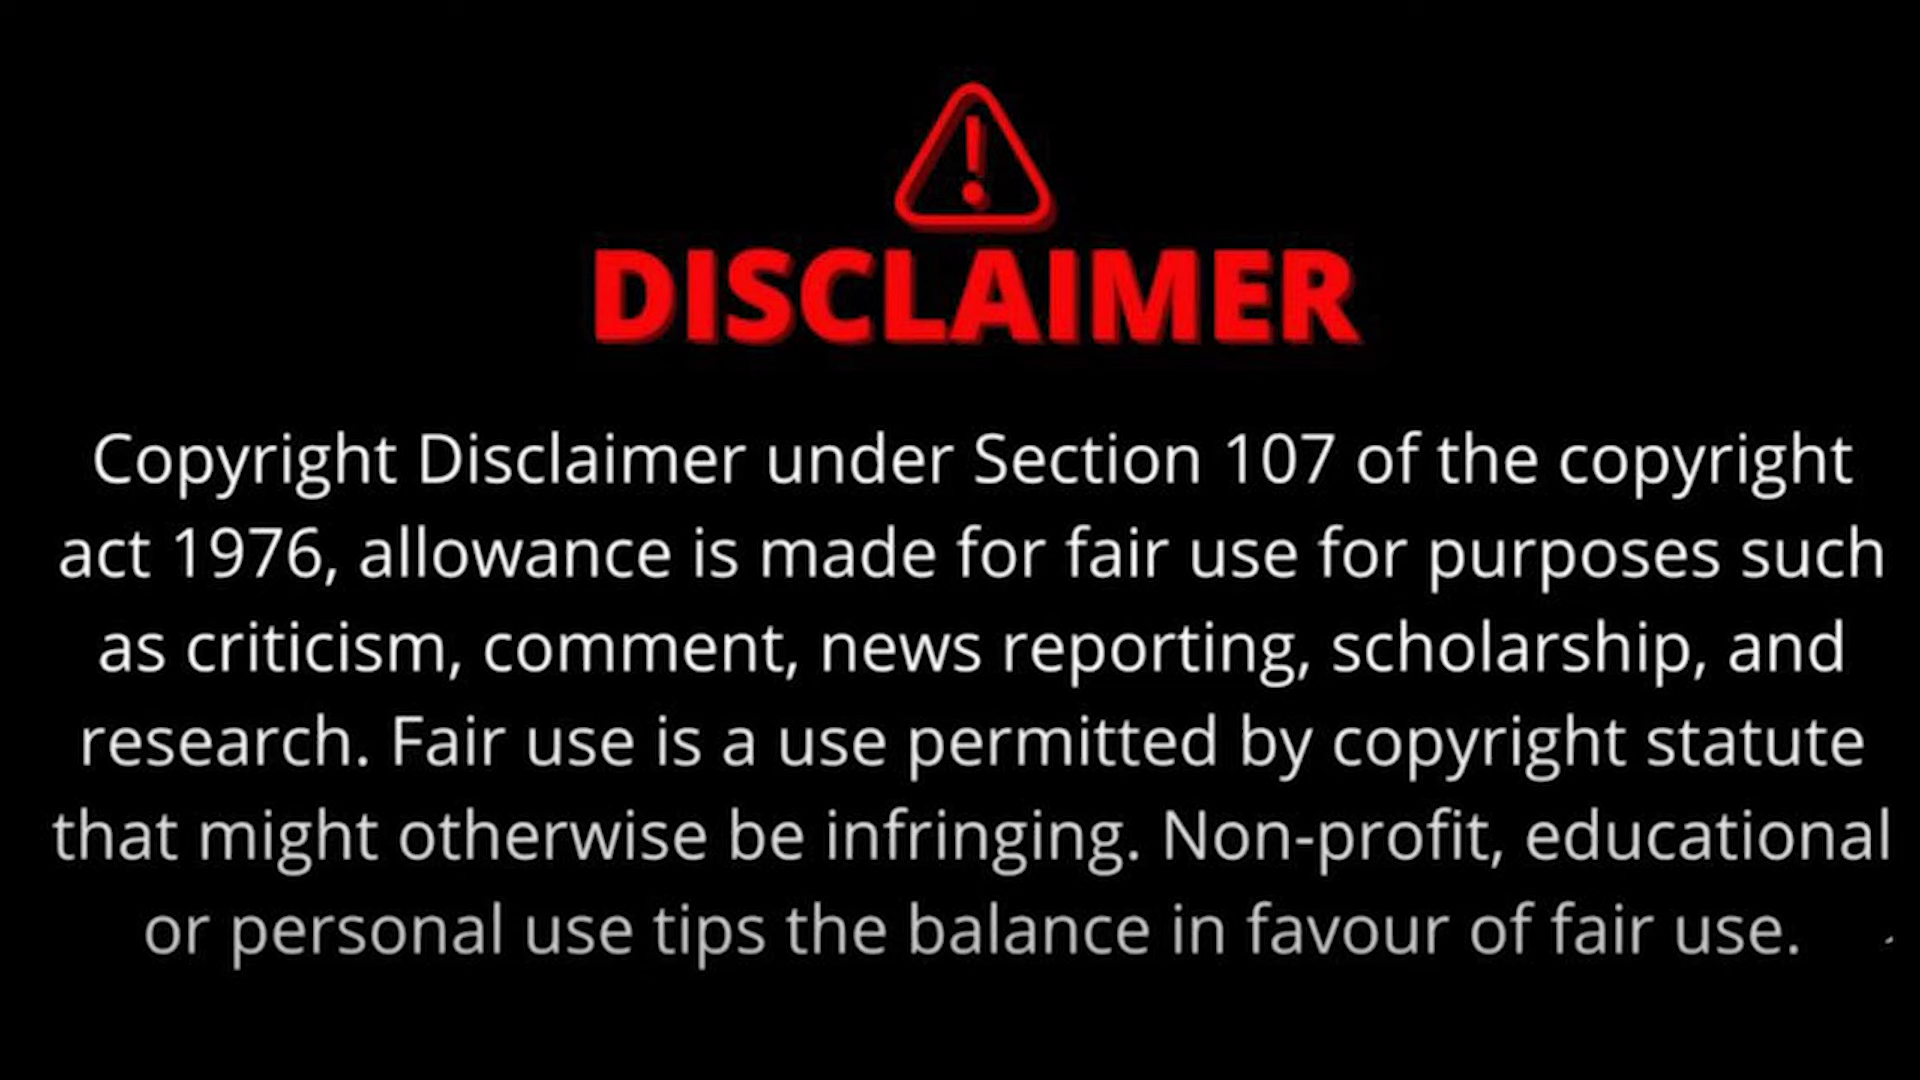 DISCLAIMER
Copyright Disclaimer under Section 107 of the copyright
act 1976, allowance is made for fair use for purposes such
as criticism, comment, news reporting, scholarship, and
research. Fair use is a use permitted by copyright statute
that might otherwise be infringing. Non-profit, educational
or personal use tips the balance in favour of fair use.